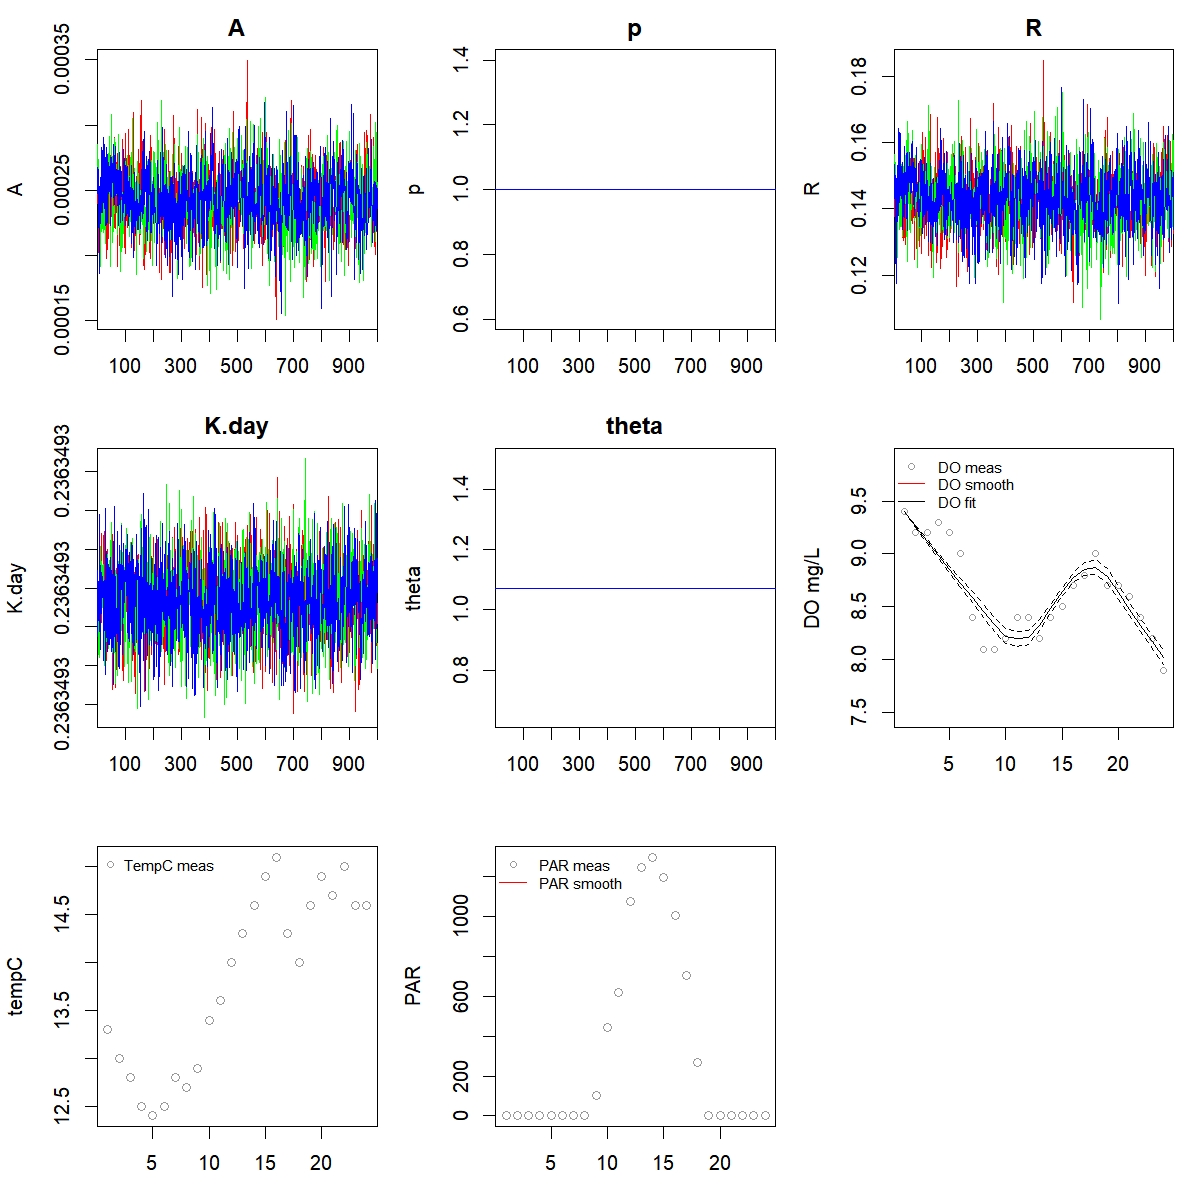 A
A
0.00015 0.00025 0.00035
100 300 500 700 900
p
p
0.6 0.8 1.0 1.2 1.4
100 300 500 700 900
R
R
0.12 0.14 0.16 0.18
100 300 500 700 900
K.day
K.day
0.2363493 0.2363493 0.2363493 0.2363493
100 300 500 700 900
theta
theta
0.8 1.0 1.2 1.4
100 300 500 700 900
DO mg/L
7.5 8.0 8.5 9.0 9.5
DO meas
DO smooth
DO fit
5 10 15 20
tempC
12.5 13.5 14.5
TempC meas
5 10 15 20
PAR
0 200 600 1000
PAR meas
PAR smooth
5 10 15 20